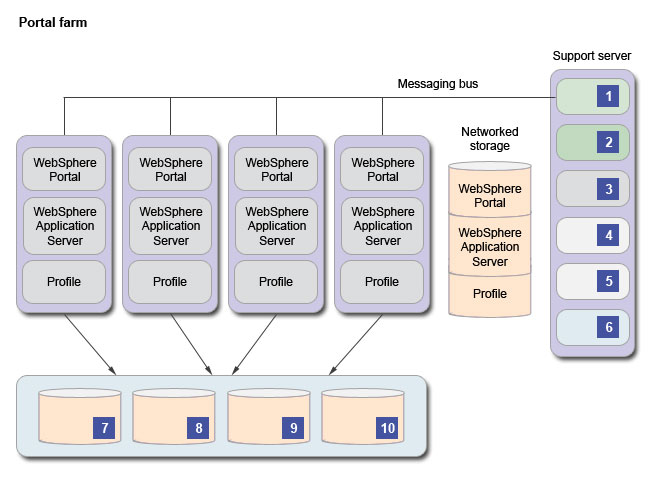 Portal farm
Support server
Messaging bus
1
2
3
4
5
6
Networked
storage
WebSphere
Portal
WebSphere
Application
Server
Profile
WebSphere
Portal
WebSphere
Application
Server
Profile
WebSphere
Portal
WebSphere
Application
Server
Profile
WebSphere
Portal
WebSphere
Application
Server
Profile
WebSphere
Portal
WebSphere
Application
Server
Profile
7
8
9
10